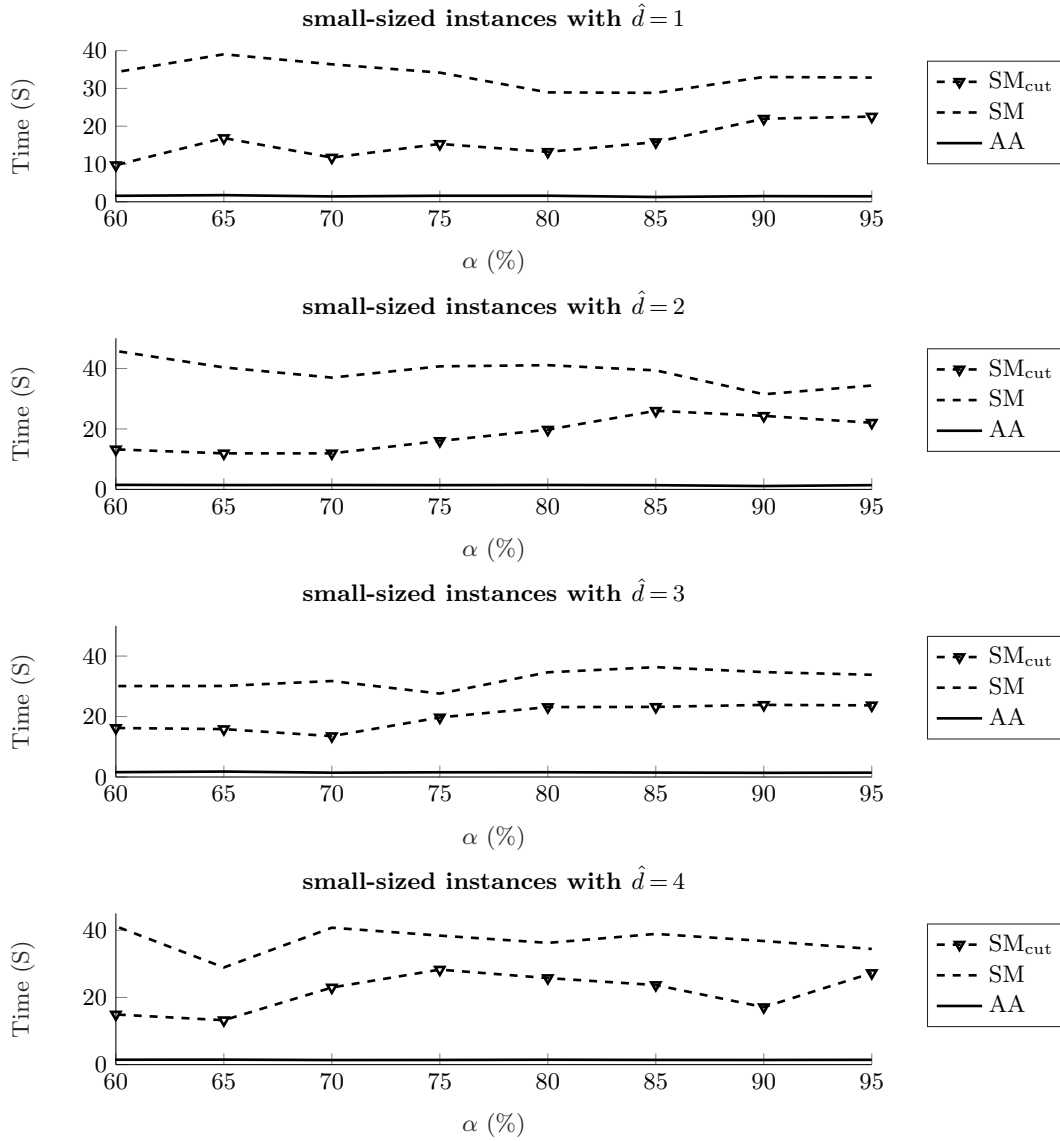 small-sized instances with d̂ = 1
40
30
20
10
0
60 65 70 75 80 85 90 95
Time (S)
α (%)
SMcut
SM
AA
small-sized instances with d̂ = 2
40
20
0
60 65 70 75 80 85 90 95
Time (S)
α (%)
SMcut
SM
AA
small-sized instances with d̂ = 3
40
20
0
60 65 70 75 80 85 90 95
Time (S)
α (%)
SMcut
SM
AA
small-sized instances with d̂ = 4
40
20
0
60 65 70 75 80 85 90 95
Time (S)
α (%)
SMcut
SM
AA